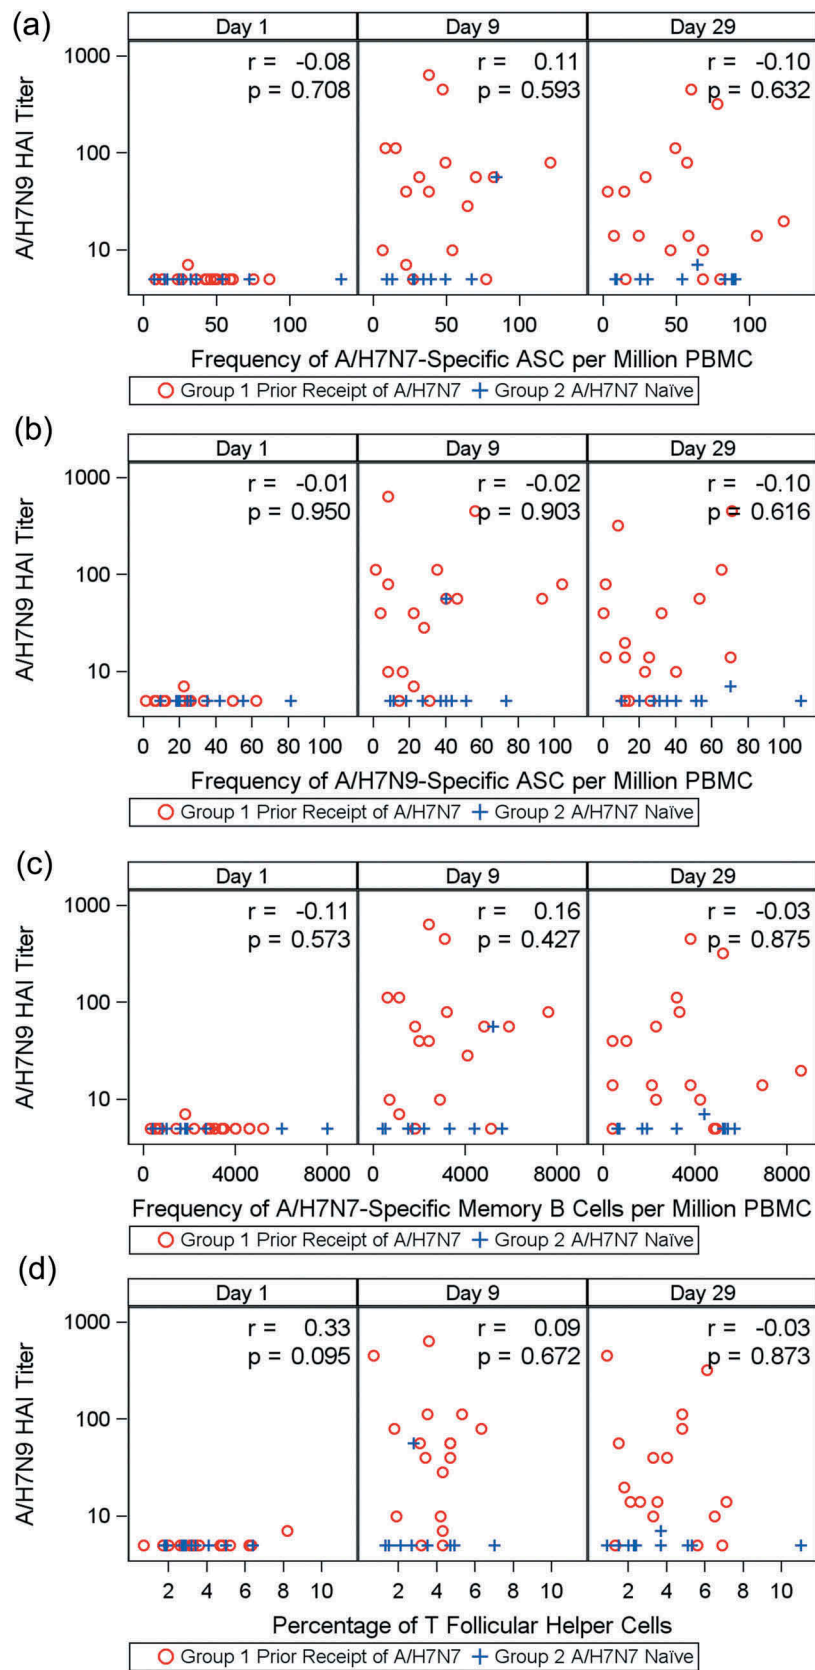 (a)
Day 1 Day 9 Day 29
r = -0.08 r = 0.11 r = -0.10
p = 0.708 p = 0.593 p = 0.632
A/H7N9 HAI Titer
1000
100
10
0 50 100 0 50 100 0 50 100
Frequency of A/H7N7-Specific ASC per Million PBMC
Group 1 Prior Receipt of A/H7N7 Group 2 A/H7N7 Naïve
(b)
Day 1 Day 9 Day 29
r = -0.01 r = -0.02 r = -0.10
p = 0.950 p = 0.903 p = 0.616
A/H7N9 HAI Titer
1000
100
10
0 20 40 60 80 100 0 20 40 60 80 100 0 20 40 60 80 100
Frequency of A/H7N9-Specific ASC per Million PBMC
Group 1 Prior Receipt of A/H7N7 Group 2 A/H7N7 Naïve
(c)
Day 1 Day 9 Day 29
r = -0.11 r = 0.16 r = -0.03
p = 0.573 p = 0.427 p = 0.875
A/H7N9 HAI Titer
1000
100
10
0 4000 8000 0 4000 8000 0 4000 8000
Frequency of A/H7N7-Specific Memory B Cells per Million PBMC
Group 1 Prior Receipt of A/H7N7 Group 2 A/H7N7 Naïve
(d)
Day 1 Day 9 Day 29
r = 0.33 r = 0.09 r = -0.03
p = 0.095 p = 0.672 p = 0.873
A/H7N9 HAI Titer
1000
100
10
2 4 6 8 10 2 4 6 8 10 2 4 6 8 10
Percentage of T Follicular Helper Cells
Group 1 Prior Receipt of A/H7N7 Group 2 A/H7N7 Naïve